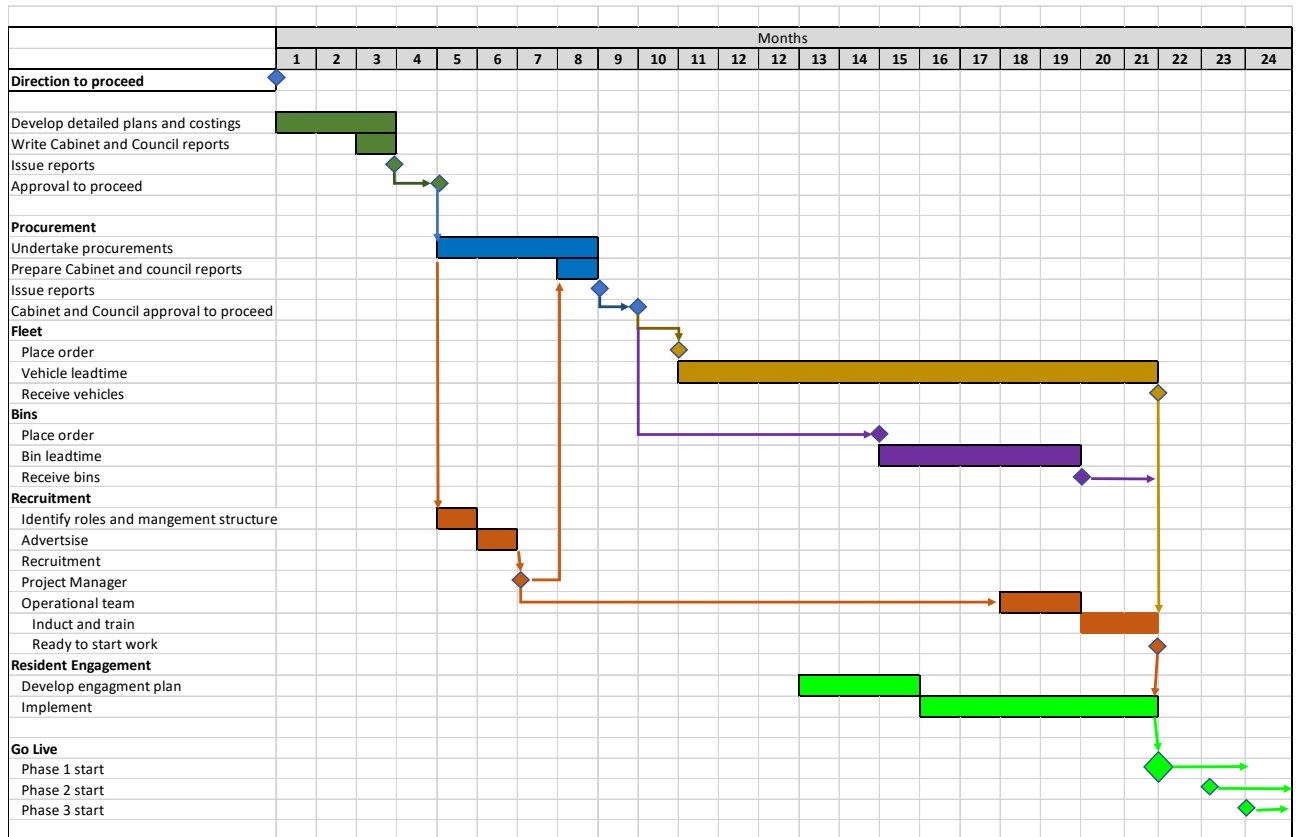 Months
1 2 3 4 5 6 7 8 9 10 11 12 12 13 14 15 16 17 18 19 20 21 22 23 24
Direction to proceed
Develop detailed plans and costings
Write Cabinet and Council reports
Issue reports
Approval to proceed
Procurement
Undertake procurements
Prepare Cabinet and council reports
Issue reports
Cabinet and Council approval to proceed
Fleet
Place order
Vehicle leadtime
Receive vehicles
Bins
Place order
Bin leadtime
Receive bins
Recruitment
Identify roles and mangement structure
Advertsise
Recruitment
Project Manager
Operational team
Induct and train
Ready to start work
Resident Engagement
Develop engagment plan
Implement
Go Live
Phase 1 start
Phase 2 start
Phase 3 start